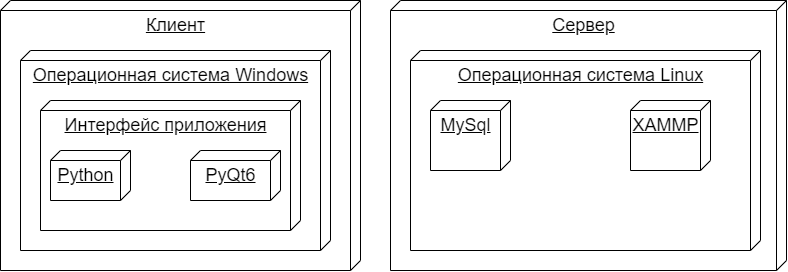 Клиент
Операционная система Windows
Интерфейс приложения
Python
PyQt6
Сервер
Операционная система Linux
MySql
XAMMP